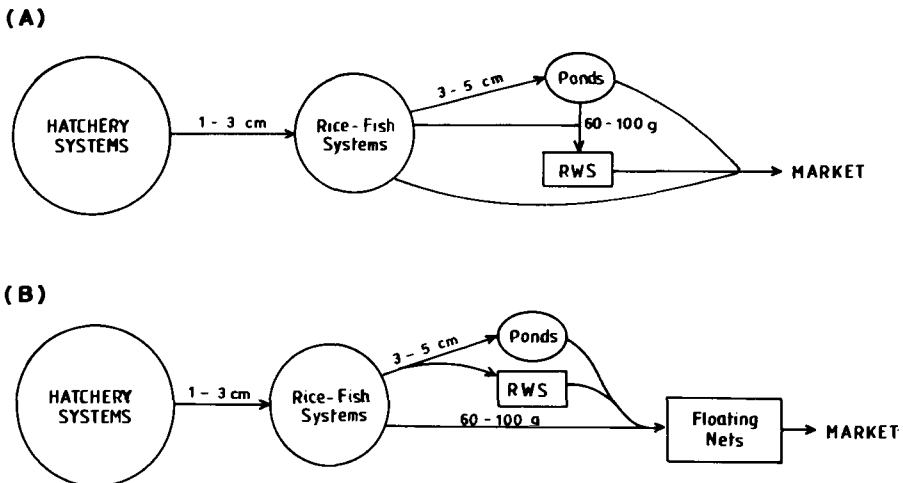 (A)
HATCHERY
SYSTEMS
1 - 3 cm
Rice - Fish
Systems
3 - 5 cm
Ponds
60 - 100 g
RWS
MARKET
(B)
HATCHERY
SYSTEMS
1 - 3 cm
Rice - Fish
Systems
3 - 5 cm
Ponds
RWS
60 - 100 g
Floating
Nets
MARKET